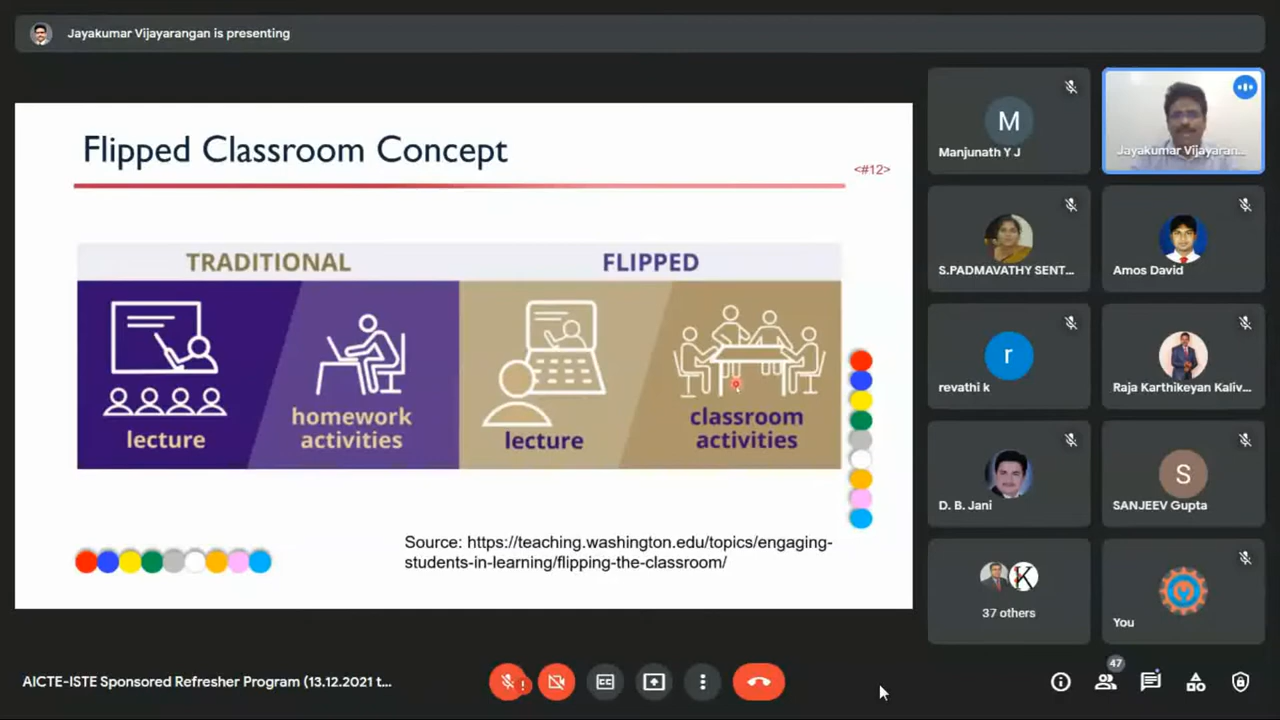 Jayakumar Vijayarangan is presenting
Flipped Classroom Concept
<#12>
TRADITIONAL
FLIPPED
lecture
homework
activities
lecture
classroom
activities
Source: https://teaching.washington.edu/topics/engaging-
students-in-learning/flipping-the-classroom/
M
Manjunath Y J
Jayakumar Vijayaran...
S.PADMAVATHY SENT...
Amos David
r
revathi k
Raja Karthikeyan Kaliv...
D. B. Jani
S
SANJEEV Gupta
K
37 others
You
AICTE-ISTE Sponsored Refresher Program (13.12.2021 t...
!
CC
47